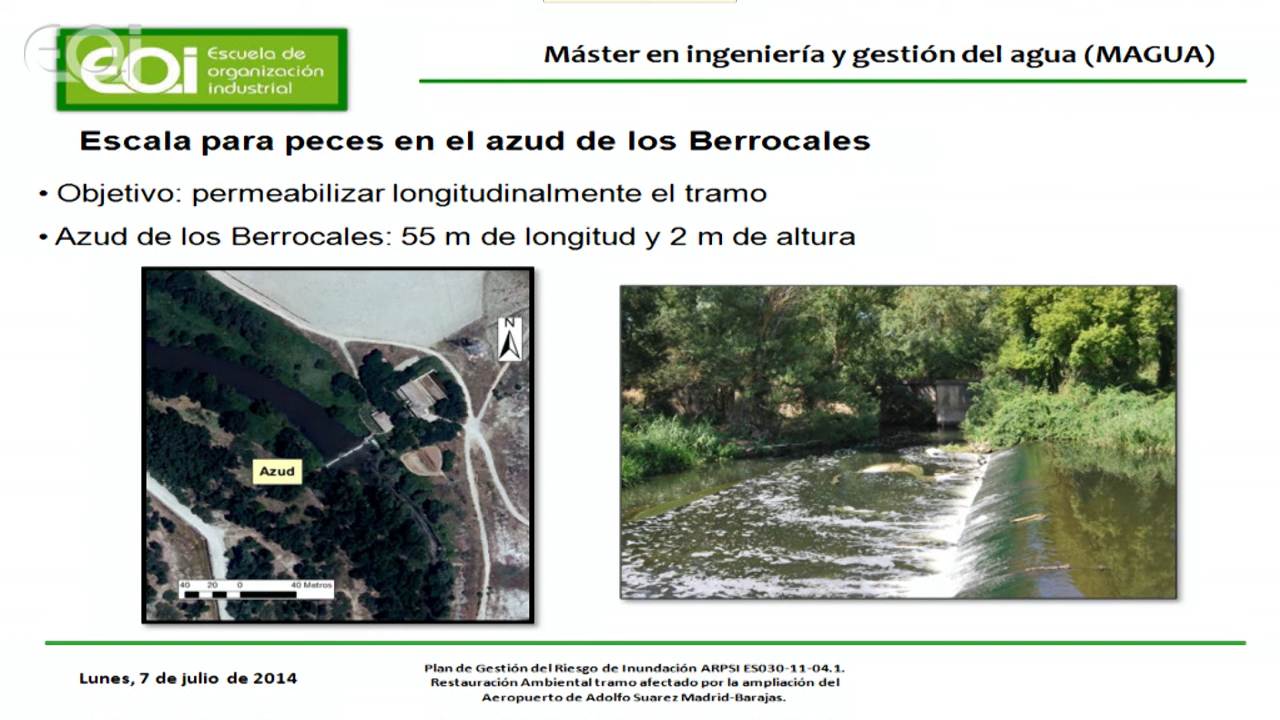 eoi
Escuela de
organización
industrial
Máster en ingeniería y gestión del agua (MAGUA)
Escala para peces en el azud de los Berrocales
• Objetivo: permeabilizar longitudinalmente el tramo
• Azud de los Berrocales: 55 m de longitud y 2 m de altura
N
Azud
40 20 0 40 Metros
Lunes, 7 de julio de 2014
Plan de Gestión del Riesgo de Inundación ARPSI ES030-11-04.1.
Restauración Ambiental tramo afectado por la ampliación del
Aeropuerto de Adolfo Suarez Madrid-Barajas.